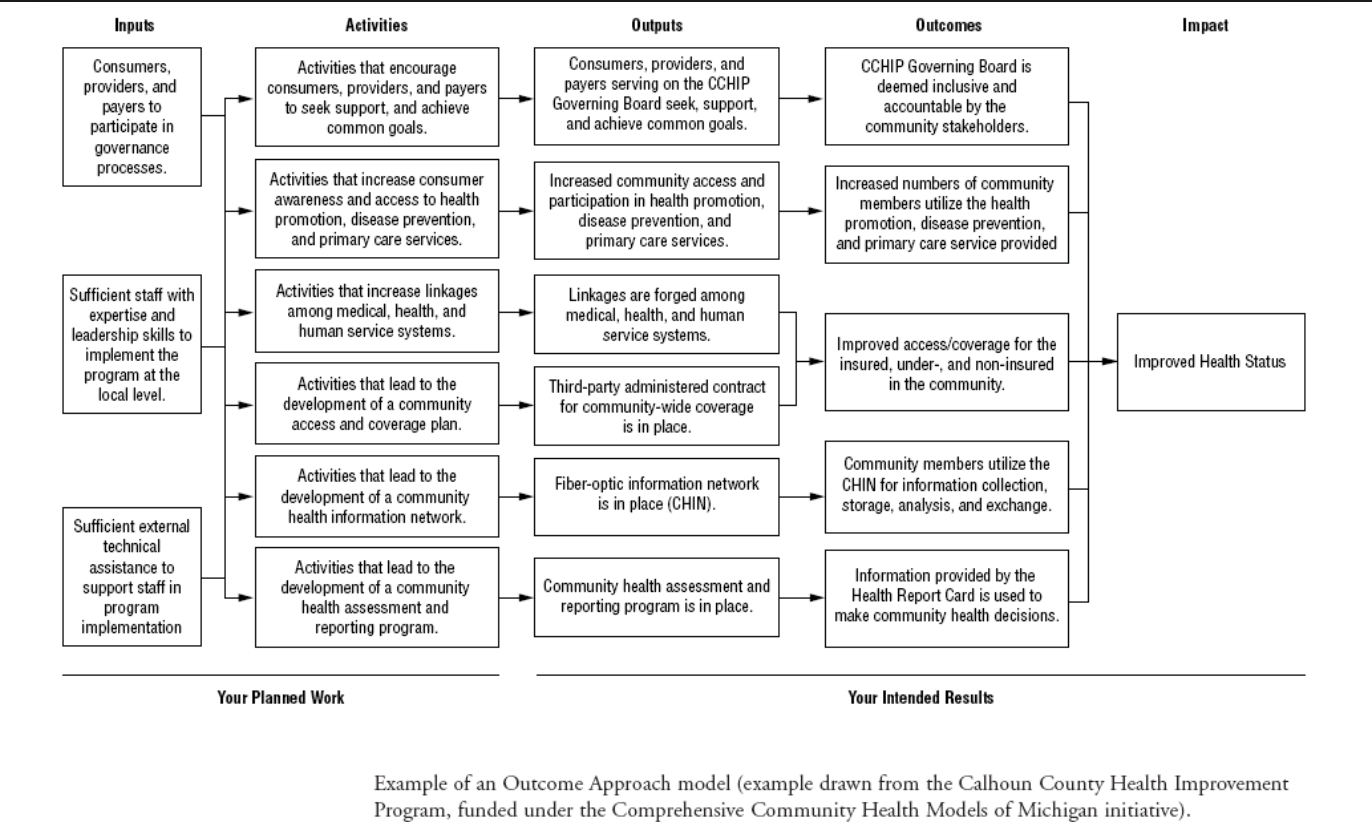 Inputs
Activities
Outputs
Outcomes
Impact
Consumers,
providers, and
payers to
participate in
governance
processes.
Sufficient staff with
expertise and
leadership skills to
implement the
program at the
local level.
Sufficient external
technical
assistance to
support staff in
program
implementation
Activities that encourage
consumers, providers, and payers
to seek support, and achieve
common goals.
Activities that increase consumer
awareness and access to health
promotion, disease prevention,
and primary care services.
Activities that increase linkages
among medical, health, and
human service systems.
Activities that lead to the
development of a community
access and coverage plan.
Activities that lead to the
development of a community
health information network.
Activities that lead to the
development of a community
health assessment and
reporting program.
Consumers, providers, and
payers serving on the CCHIP
Governing Board seek, support,
and achieve common goals.
Increased community access and
participation in health promotion,
disease prevention, and
primary care services.
Linkages are forged among
medical, health, and human
service systems.
Third-party administered contract
for community-wide coverage
is in place.
Fiber-optic information network
is in place (CHIN).
Community health assessment and
reporting program is in place.
CCHIP Governing Board is
deemed inclusive and
accountable by the
community stakeholders.
Increased numbers of community
members utilize the health
promotion, disease prevention,
and primary care service provided
Improved access/coverage for the
insured, under-, and non-insured
in the community.
Community members utilize the
CHIN for information collection,
storage, analysis, and exchange.
Information provided by the
Health Report Card is used to
make community health decisions.
Improved Health Status
Your Planned Work
Your Intended Results
Example of an Outcome Approach model (example drawn from the Calhoun County Health Improvement
Program, funded under the Comprehensive Community Health Models of Michigan initiative).